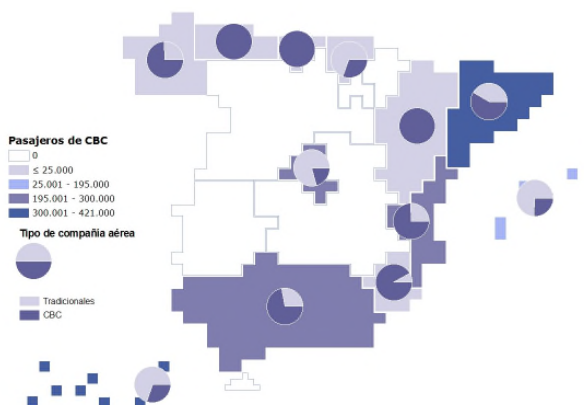 Pasajeros de CBC
0
≤ 25.000
25.001 - 195.000
195.001 - 300.000
300.001 - 421.000
Tipo de compañia aérea
Tradicionales
CBC